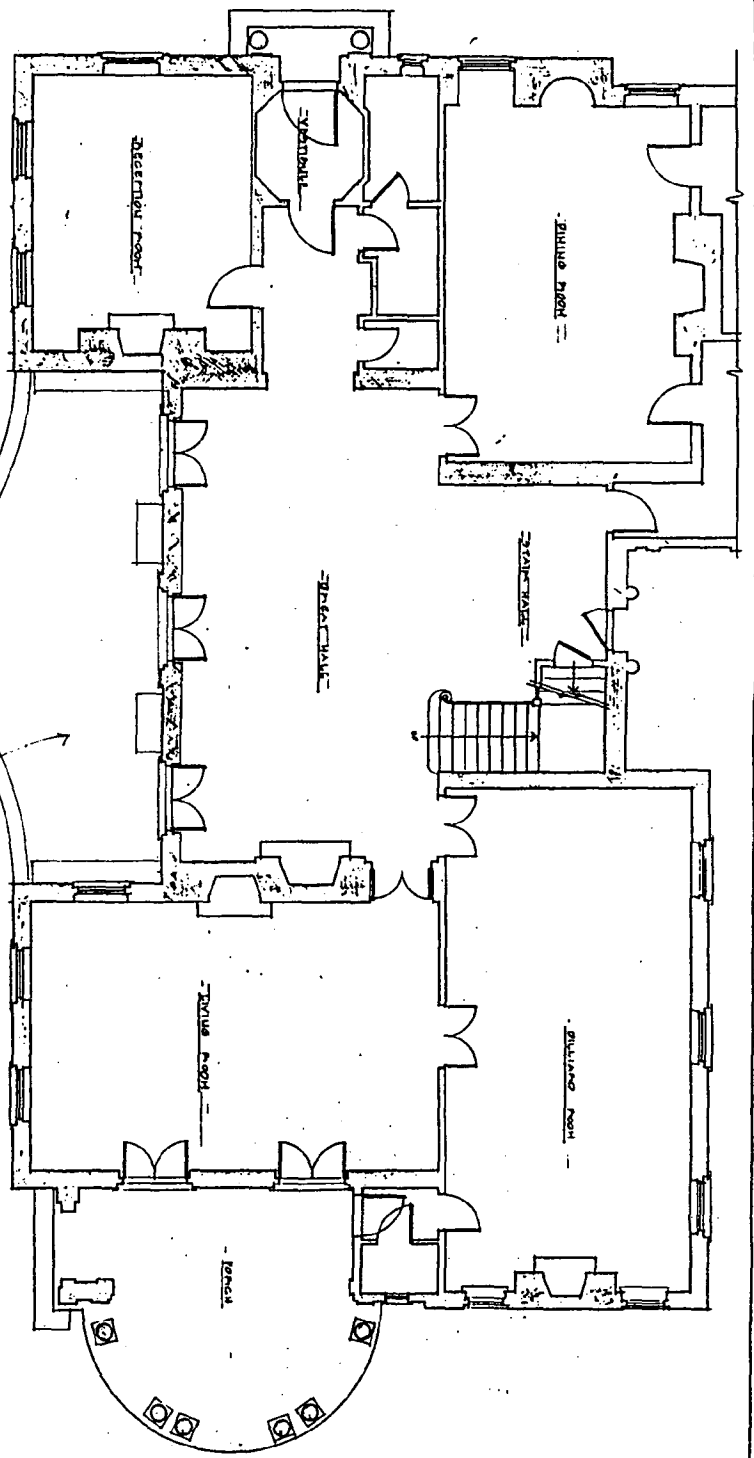 - RECEPTION ROOM -
- VESTIBULE -
- DINING ROOM -
- GREAT HALL -
- STAIR HALL -
- LIVING ROOM -
- BILLIARD ROOM -
- PORCH -